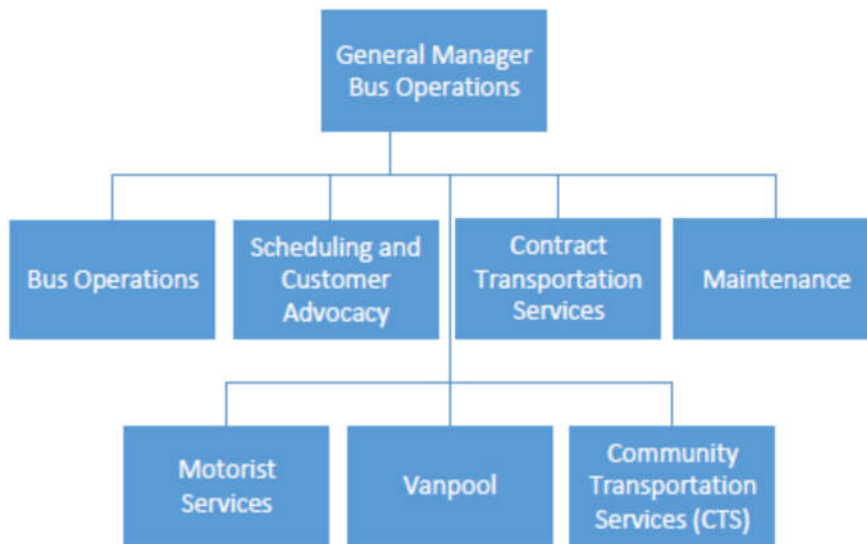 General Manager
Bus Operations
Bus Operations
Scheduling and
Customer
Advocacy
Contract
Transportation
Services
Maintenance
Motorist
Services
Vanpool
Community
Transportation
Services (CTS)